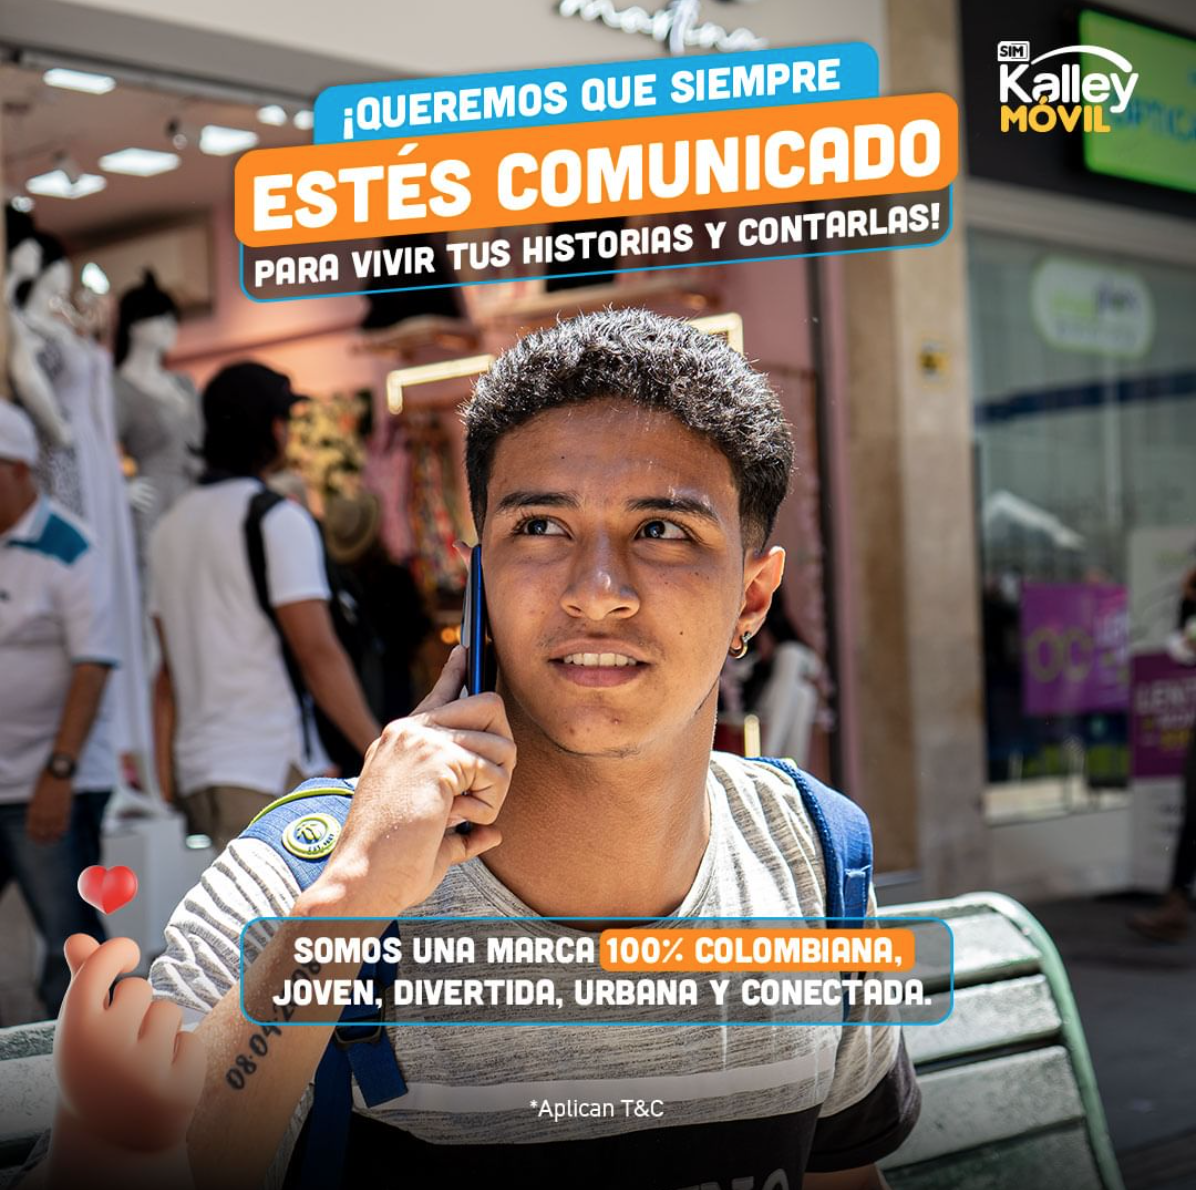 martina
SIM
Kalley
MÓVIL
¡QUEREMOS QUE SIEMPRE
ESTÉS COMUNICADO
PARA VIVIR TUS HISTORIAS Y CONTARLAS!
SOMOS UNA MARCA 100% COLOMBIANA,
JOVEN, DIVERTIDA, URBANA Y CONECTADA.
*Aplican T&C